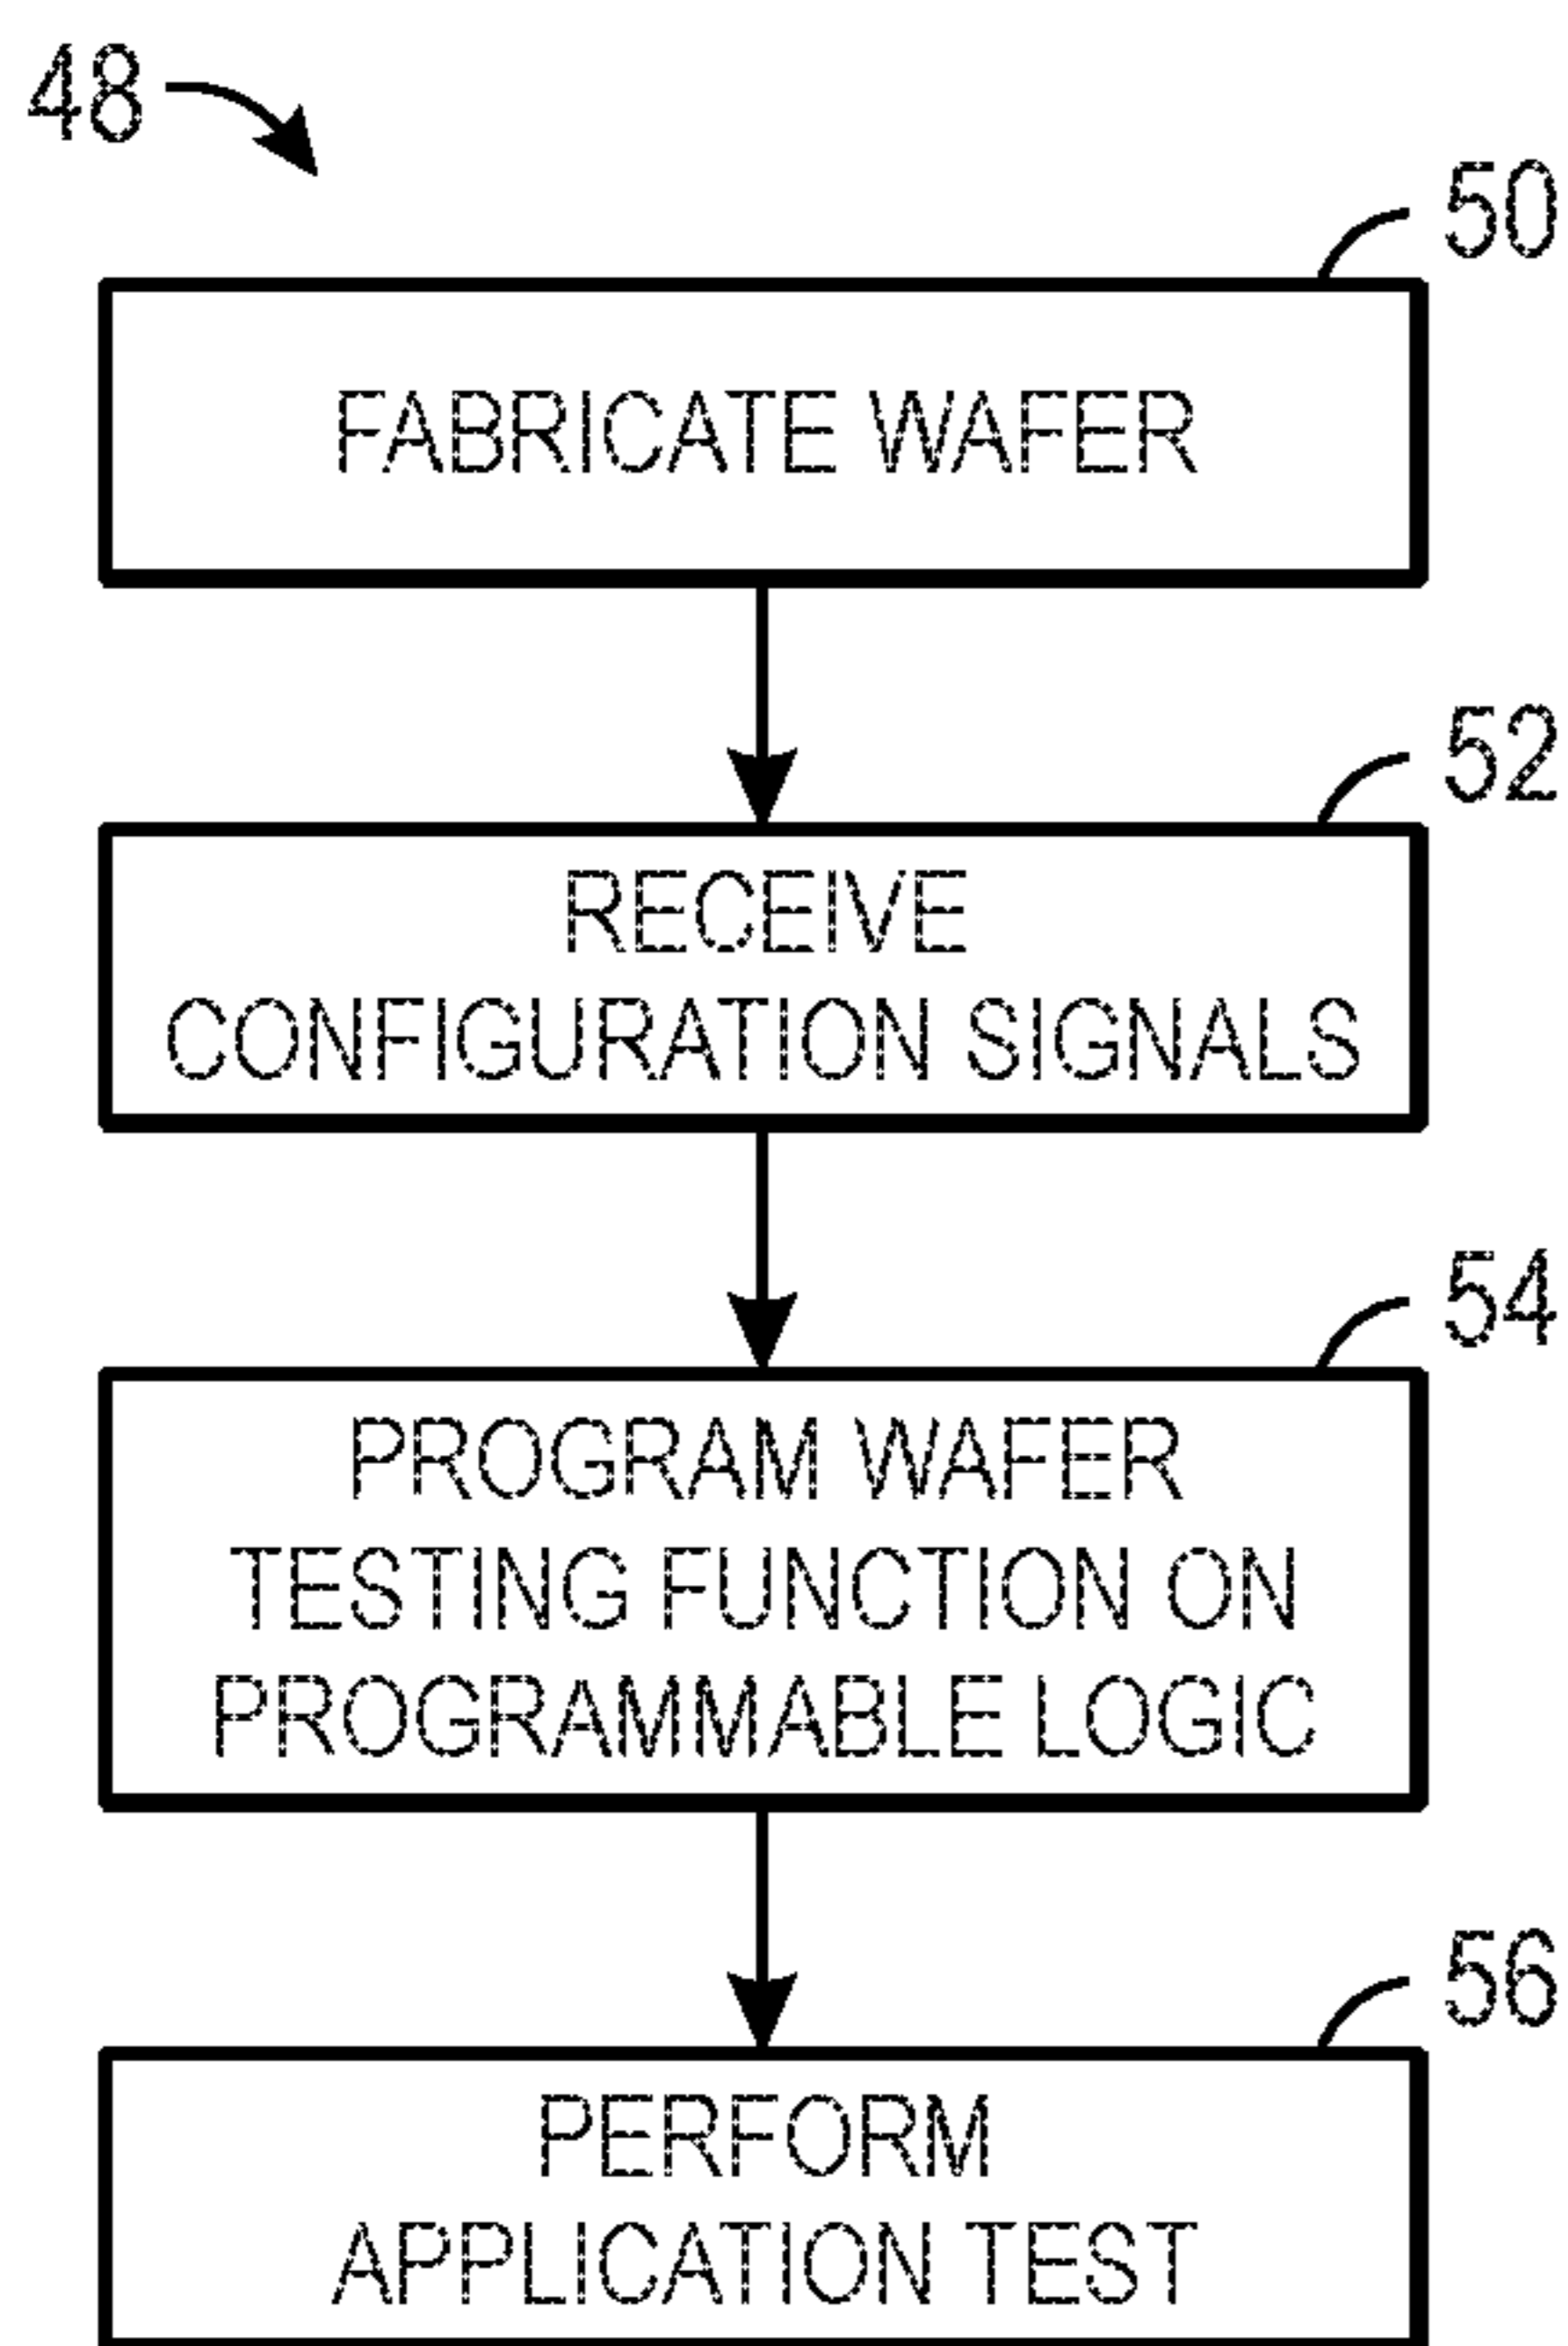 48
50
FABRICATE WAFER
52
RECEIVE
CONFIGURATION SIGNALS
54
PROGRAM WAFER
TESTING FUNCTION ON
PROGRAMMABLE LOGIC
56
PERFORM
APPLICATION TEST